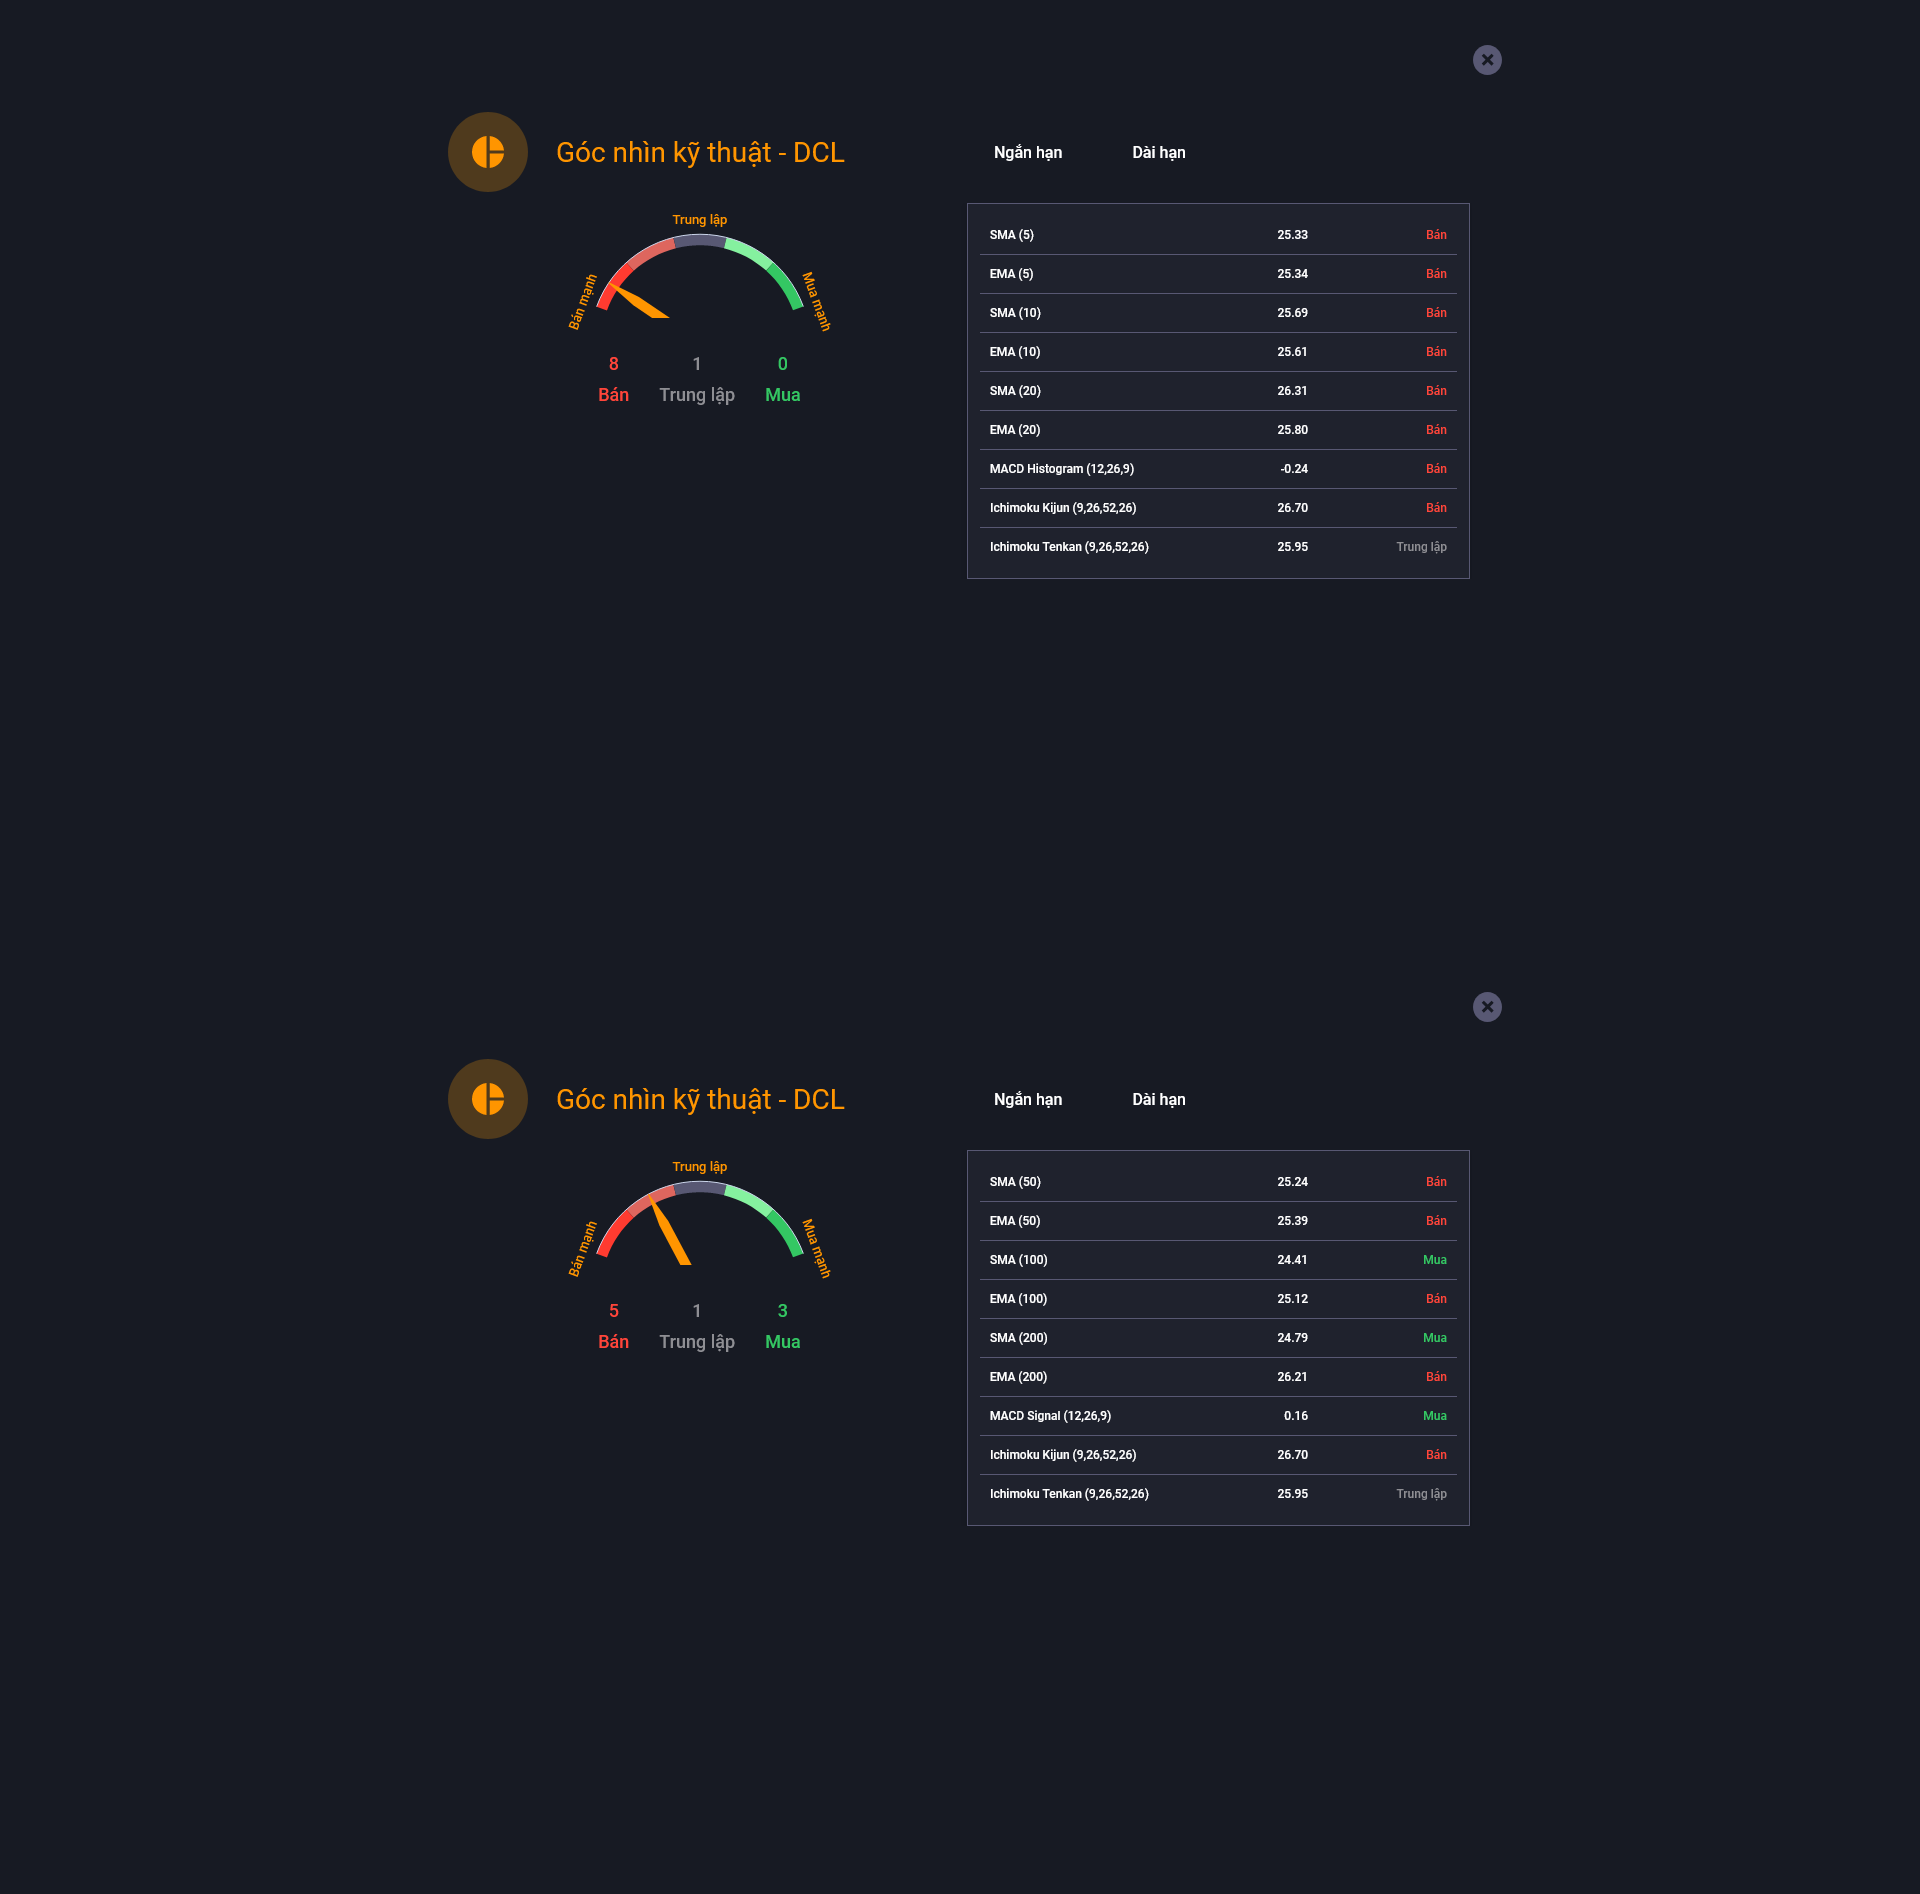 Góc nhìn kỹ thuật - DCL
Ngắn hạn Dài hạn
Trung lập
Bán mạnh
Mua mạnh
8 1 0
Bán Trung lập Mua
SMA (5) 25.33 Bán
EMA (5) 25.34 Bán
SMA (10) 25.69 Bán
EMA (10) 25.61 Bán
SMA (20) 26.31 Bán
EMA (20) 25.80 Bán
MACD Histogram (12,26,9) -0.24 Bán
Ichimoku Kijun (9,26,52,26) 26.70 Bán
Ichimoku Tenkan (9,26,52,26) 25.95 Trung lập
Góc nhìn kỹ thuật - DCL
Ngắn hạn Dài hạn
Trung lập
Bán mạnh
Mua mạnh
5 1 3
Bán Trung lập Mua
SMA (50) 25.24 Bán
EMA (50) 25.39 Bán
SMA (100) 24.41 Mua
EMA (100) 25.12 Bán
SMA (200) 24.79 Mua
EMA (200) 26.21 Bán
MACD Signal (12,26,9) 0.16 Mua
Ichimoku Kijun (9,26,52,26) 26.70 Bán
Ichimoku Tenkan (9,26,52,26) 25.95 Trung lập